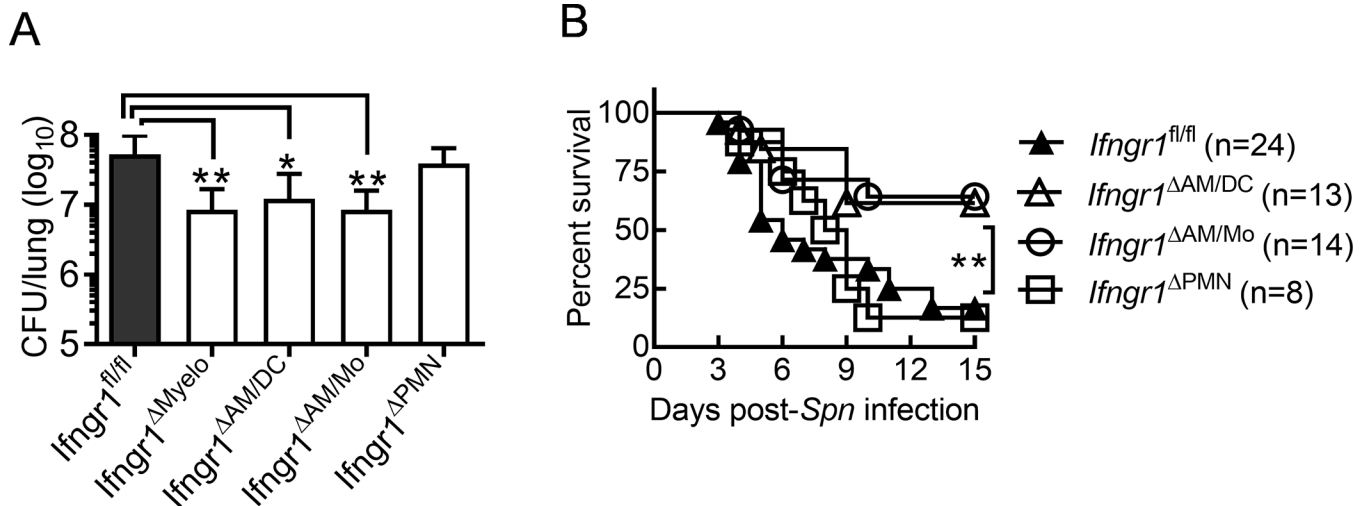 A
CFU/lung (log10)
8
7
6
5
** * **
Ifngr1fl/fl
Ifngr1ΔMyelo
Ifngr1ΔAM/DC
Ifngr1ΔAM/Mo
Ifngr1ΔPMN
B
Percent survival
100
75
50
25
0
0 3 6 9 12 15
Days post-Spn infection
**
Ifngr1fl/fl (n=24)
Ifngr1ΔAM/DC (n=13)
Ifngr1ΔAM/Mo (n=14)
Ifngr1ΔPMN (n=8)